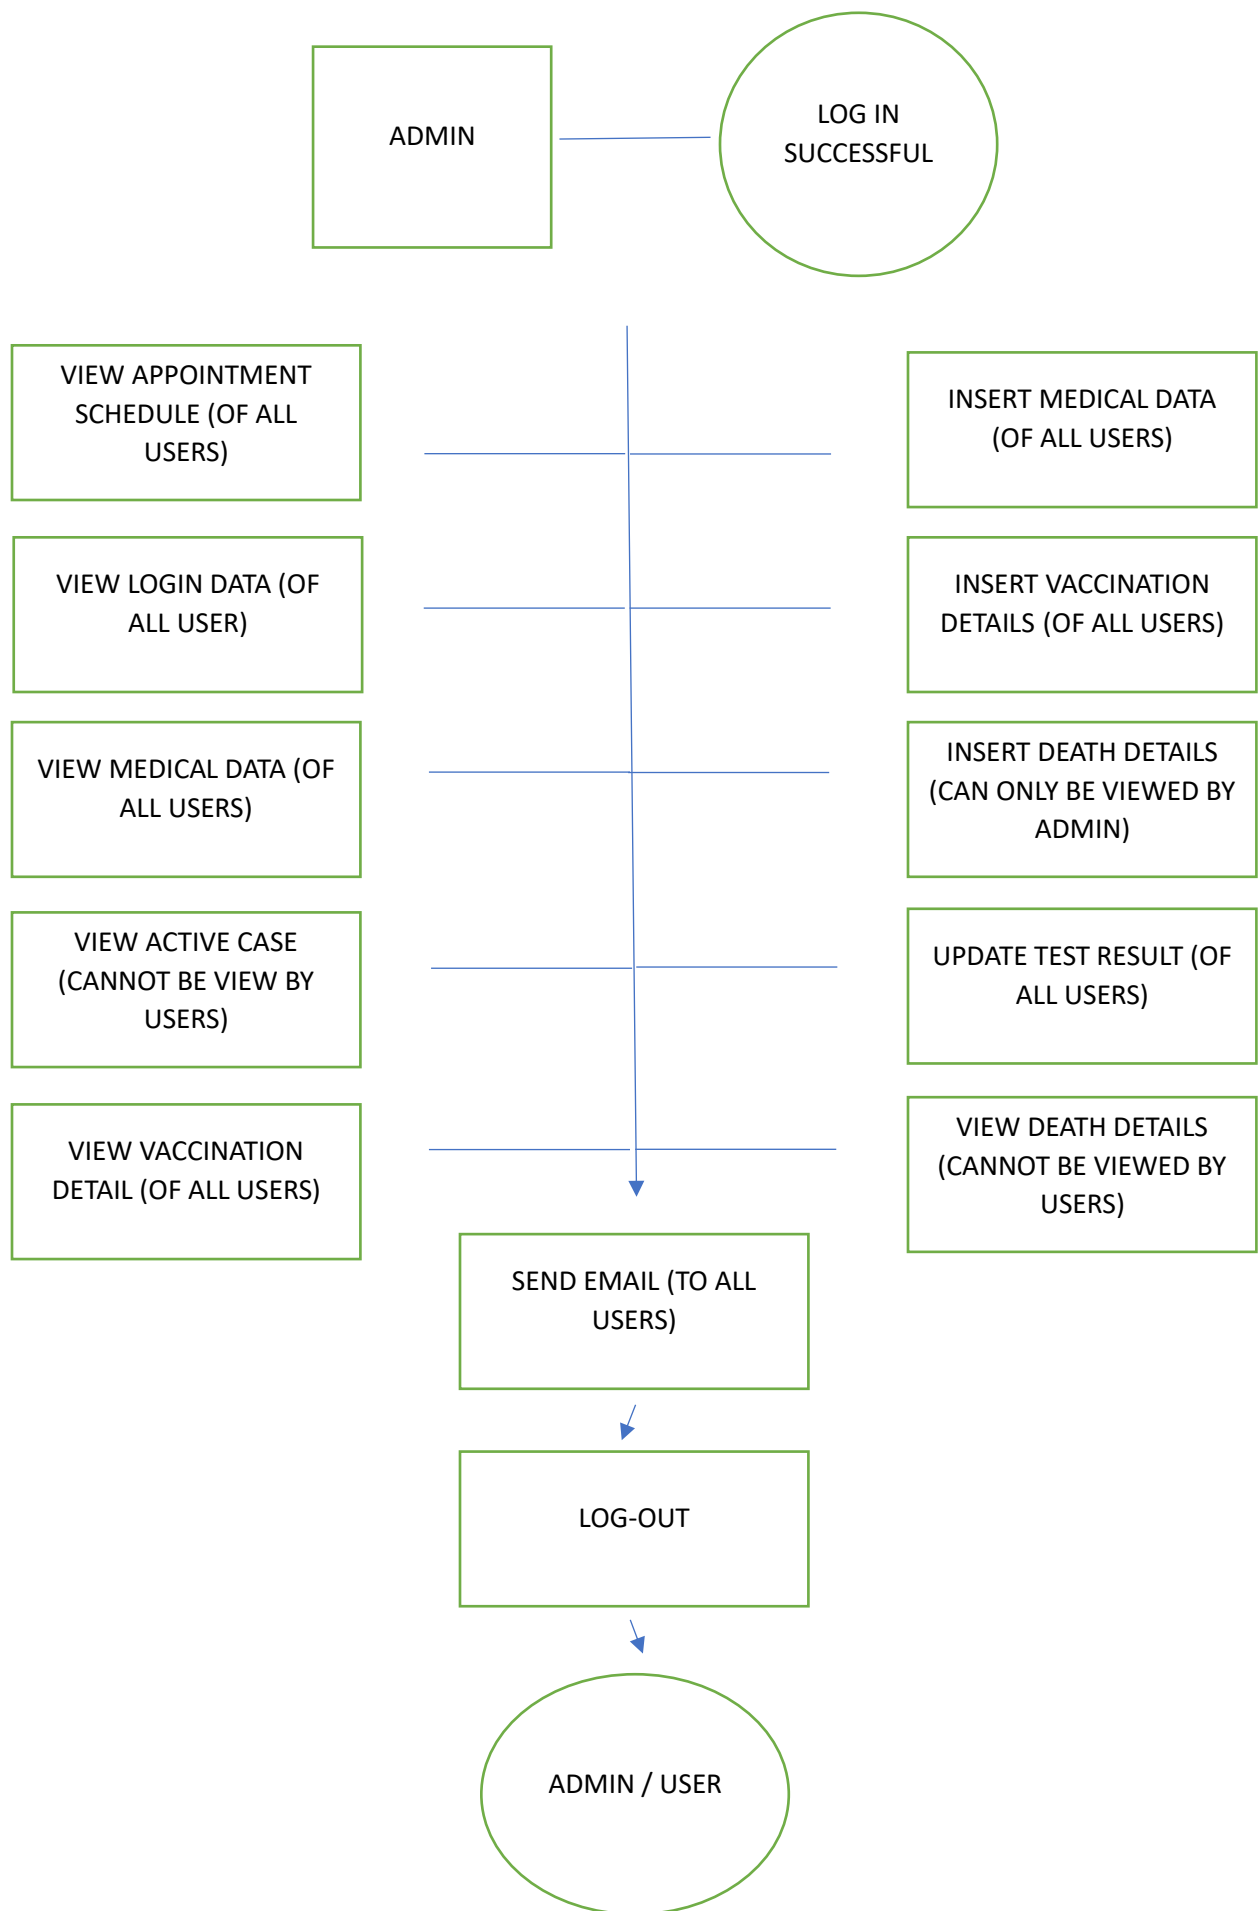 ADMIN
LOG IN
SUCCESSFUL
VIEW APPOINTMENT
SCHEDULE (OF ALL
USERS)
INSERT MEDICAL DATA
(OF ALL USERS)
VIEW LOGIN DATA (OF
ALL USER)
INSERT VACCINATION
DETAILS (OF ALL USERS)
VIEW MEDICAL DATA (OF
ALL USERS)
INSERT DEATH DETAILS
(CAN ONLY BE VIEWED BY
ADMIN)
VIEW ACTIVE CASE
(CANNOT BE VIEW BY
USERS)
UPDATE TEST RESULT (OF
ALL USERS)
VIEW VACCINATION
DETAIL (OF ALL USERS)
VIEW DEATH DETAILS
(CANNOT BE VIEWED BY
USERS)
SEND EMAIL (TO ALL
USERS)
LOG-OUT
ADMIN / USER